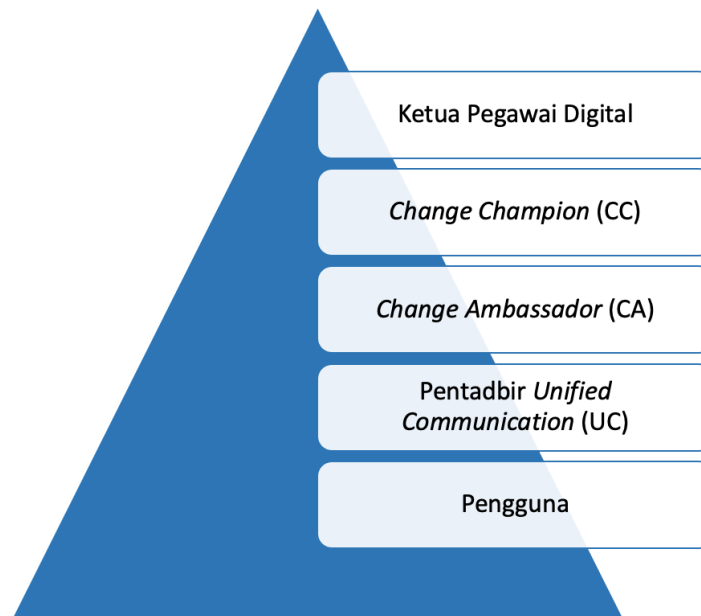 Ketua Pegawai Digital
Change Champion (CC)
Change Ambassador (CA)
Pentadbir Unified
Communication (UC)
Pengguna